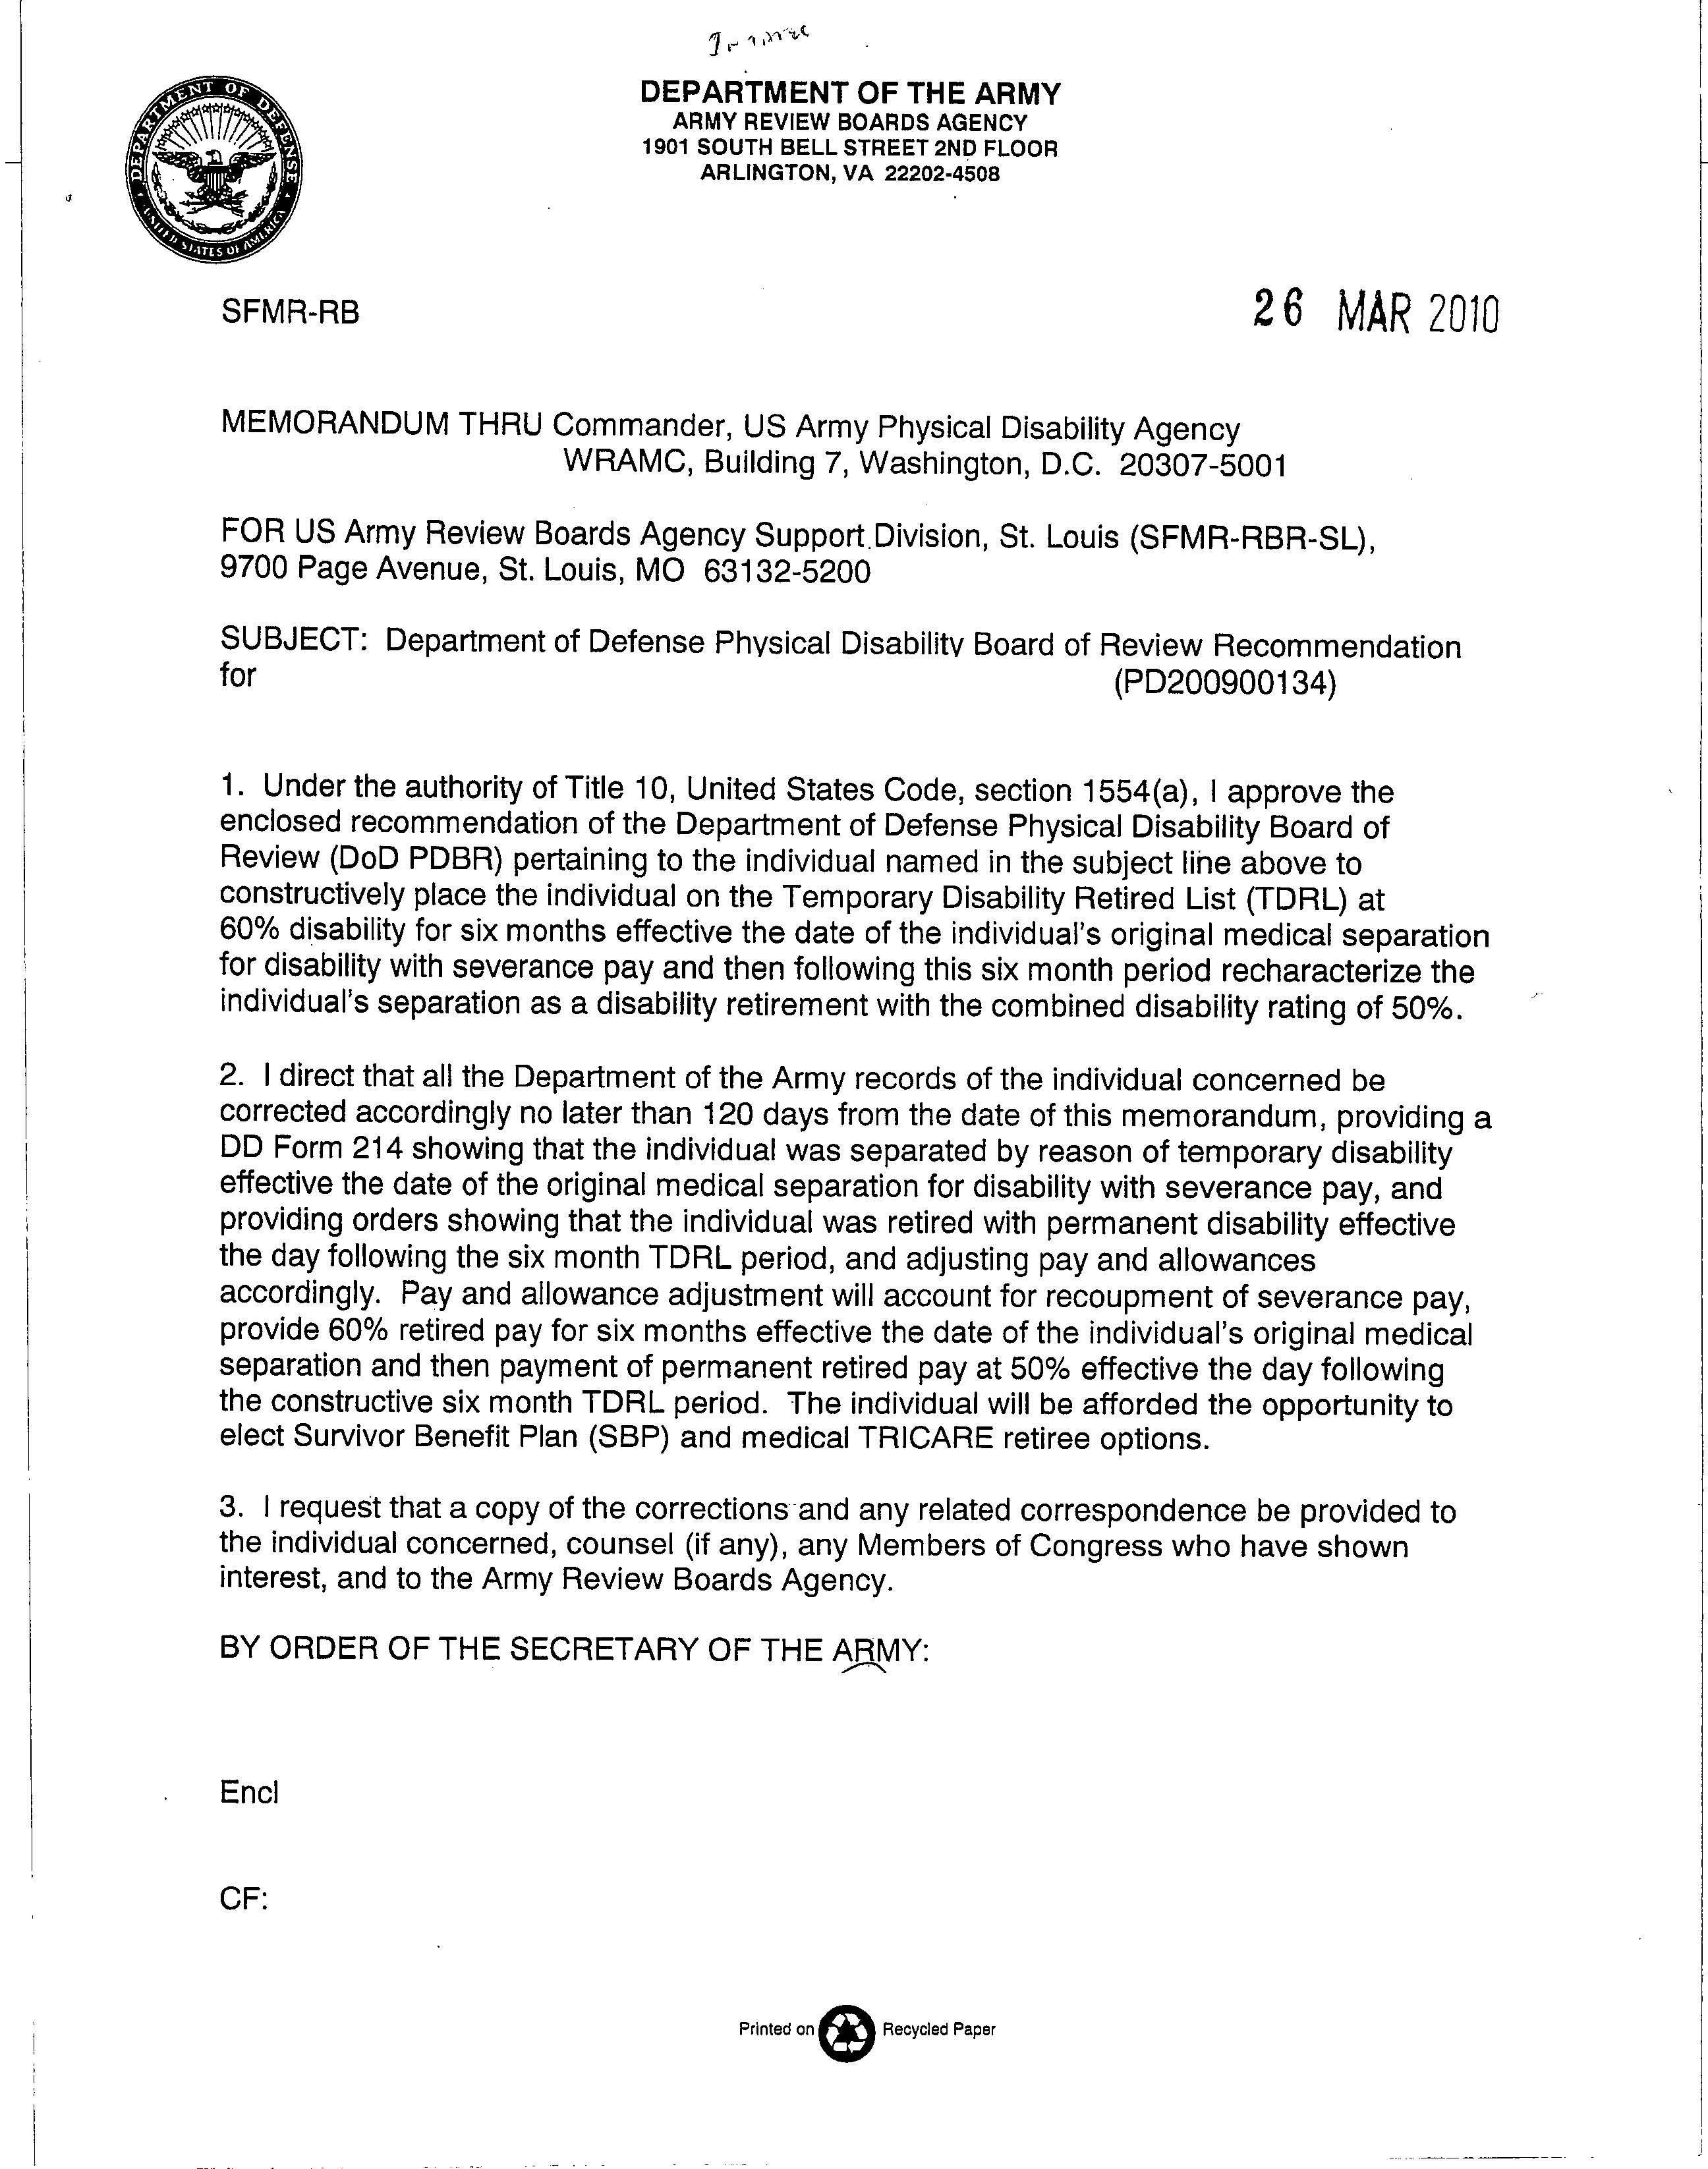 DEPARTMENT OF THE ARMY
ARMY REVIEW BOARDS AGENCY
1901 SOUTH BELL STREET 2ND FLOOR
ARLINGTON, VA 22202-4508
DEPARTMENT OF DEFENSE
UNITED STATES OF AMERICA
SFMR-RB
26 MAR 2010
MEMORANDUM THRU Commander, US Army Physical Disability Agency
WRAMC, Building 7, Washington, D.C. 20307-5001
FOR US Army Review Boards Agency Support Division, St. Louis (SFMR-RBR-SL),
9700 Page Avenue, St. Louis, MO 63132-5200
SUBJECT: Department of Defense Physical Disability Board of Review Recommendation
for (PD200900134)
1. Under the authority of Title 10, United States Code, section 1554(a), I approve the
enclosed recommendation of the Department of Defense Physical Disability Board of
Review (DoD PDBR) pertaining to the individual named in the subject line above to
constructively place the individual on the Temporary Disability Retired List (TDRL) at
60% disability for six months effective the date of the individual's original medical separation
for disability with severance pay and then following this six month period recharacterize the
individual's separation as a disability retirement with the combined disability rating of 50%.
2. I direct that all the Department of the Army records of the individual concerned be
corrected accordingly no later than 120 days from the date of this memorandum, providing a
DD Form 214 showing that the individual was separated by reason of temporary disability
effective the date of the original medical separation for disability with severance pay, and
providing orders showing that the individual was retired with permanent disability effective
the day following the six month TDRL period, and adjusting pay and allowances
accordingly. Pay and allowance adjustment will account for recoupment of severance pay,
provide 60% retired pay for six months effective the date of the individual's original medical
separation and then payment of permanent retired pay at 50% effective the day following
the constructive six month TDRL period. The individual will be afforded the opportunity to
elect Survivor Benefit Plan (SBP) and medical TRICARE retiree options.
3. I request that a copy of the corrections and any related correspondence be provided to
the individual concerned, counsel (if any), any Members of Congress who have shown
interest, and to the Army Review Boards Agency.
BY ORDER OF THE SECRETARY OF THE ARMY:
Encl
CF:
Printed on Recycled Paper